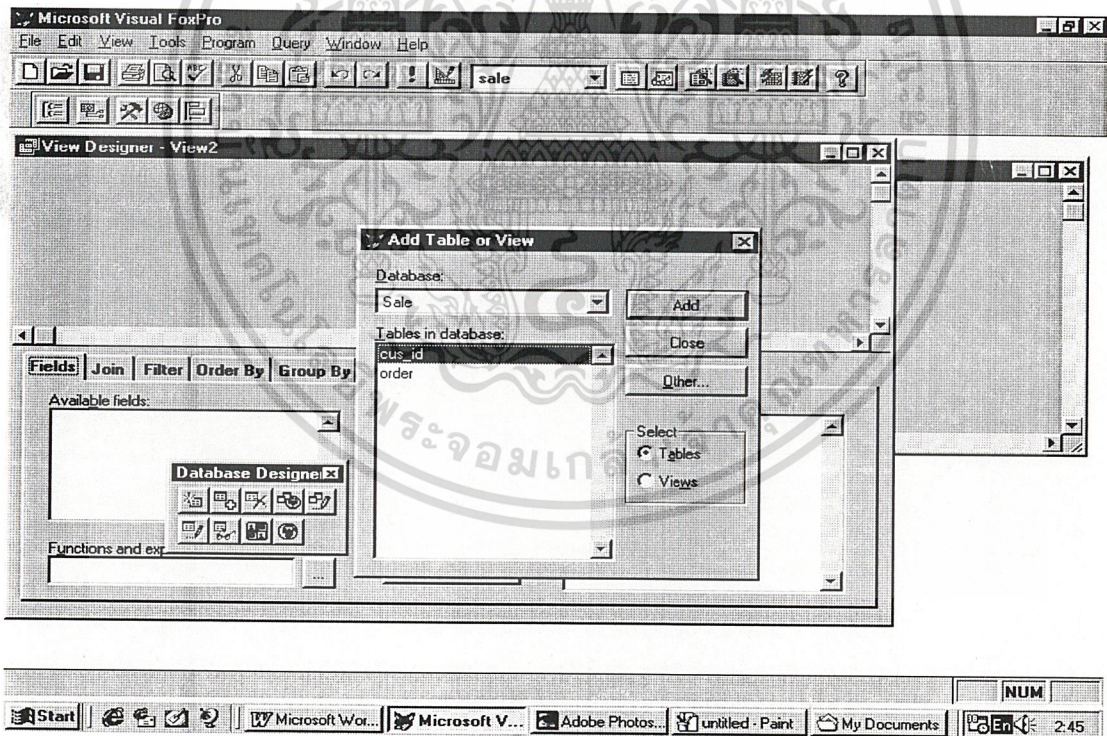 Microsoft Visual FoxPro
File Edit View Tools Program Query Window Help
sale
View Designer - View2
Add Table or View
Database:
Sale
Add
Tables in database:
Close
cus_id
order
Other...
Fields Join Filter Order By Group By
Available fields:
Select
Tables
Views
Database Designer
Functions and exp
...
NUM
Start Microsoft Wor... Microsoft V... Adobe Photos... untitled - Paint My Documents En 2:45